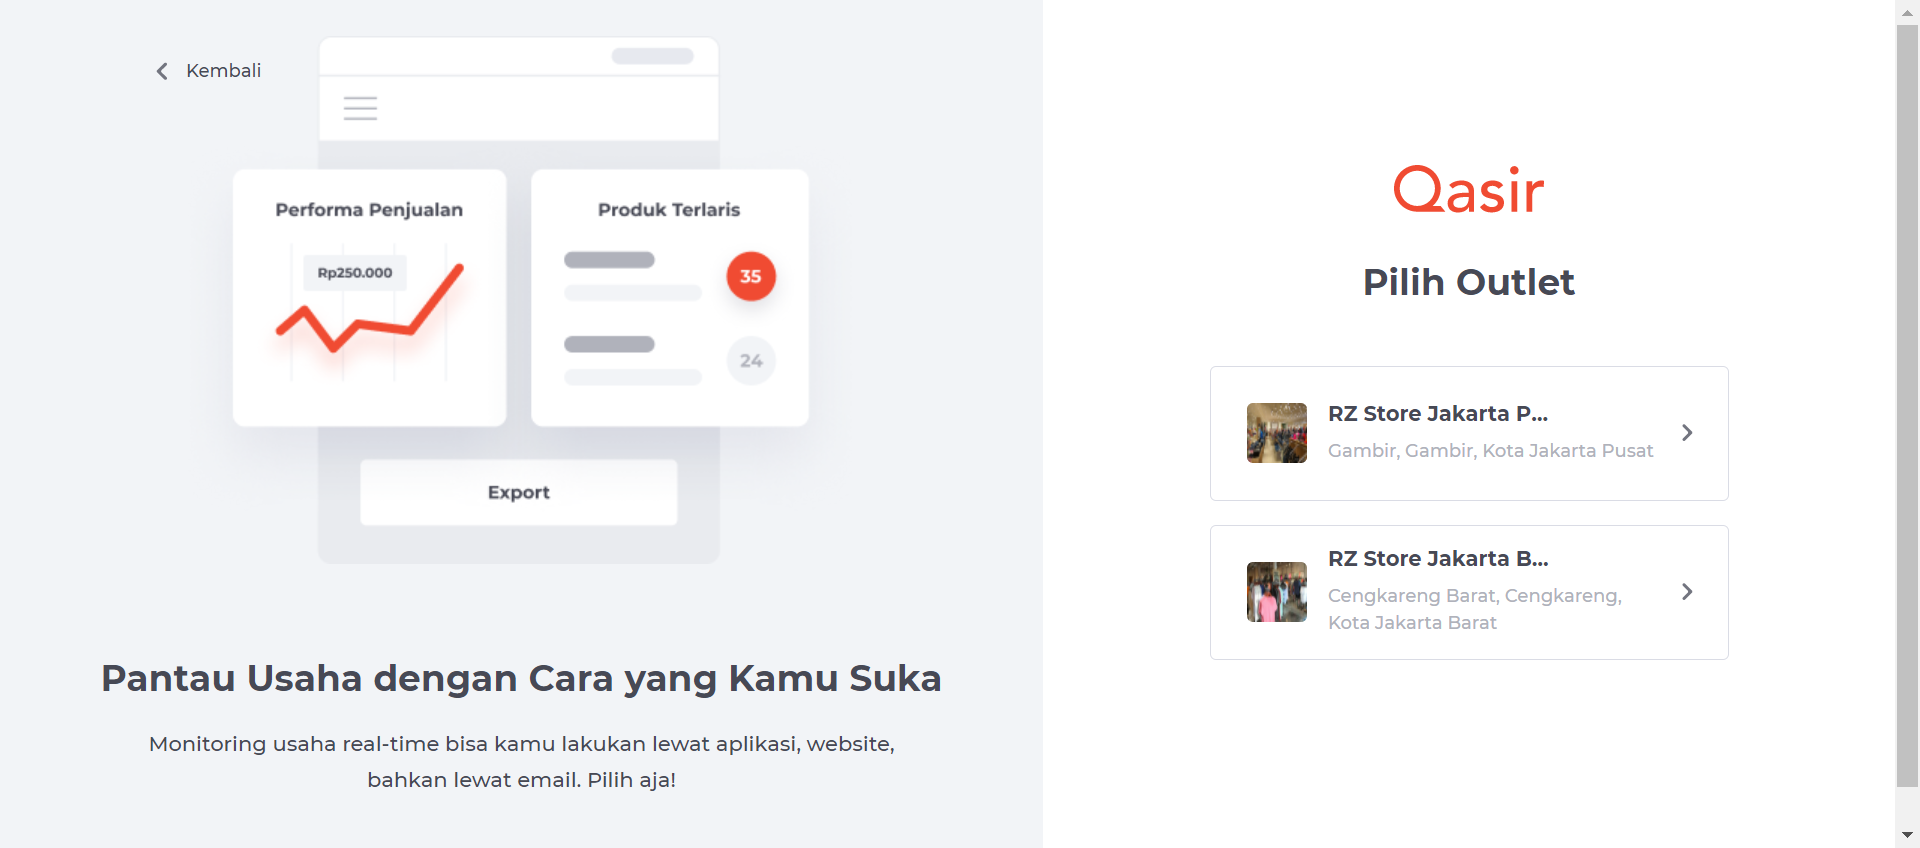 Kembali
Performa Penjualan
Rp250.000
Produk Terlaris
35
24
Export
Pantau Usaha dengan Cara yang Kamu Suka
Monitoring usaha real-time bisa kamu lakukan lewat aplikasi, website,
bahkan lewat email. Pilih aja!
Qasir
Pilih Outlet
RZ Store Jakarta P...
Gambir, Gambir, Kota Jakarta Pusat
RZ Store Jakarta B...
Cengkareng Barat, Cengkareng,
Kota Jakarta Barat